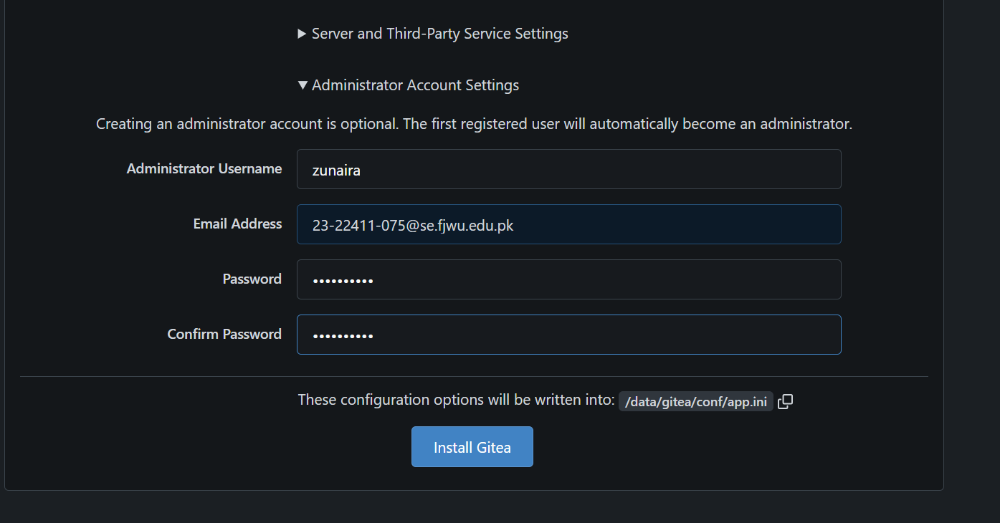 Server and Third-Party Service Settings
Administrator Account Settings
Creating an administrator account is optional. The first registered user will automatically become an administrator.
Administrator Username
zunaira
Email Address
23-22411-075@se.fjwu.edu.pk
Password
••••••••••
Confirm Password
••••••••••
These configuration options will be written into: /data/gitea/conf/app.ini
Install Gitea